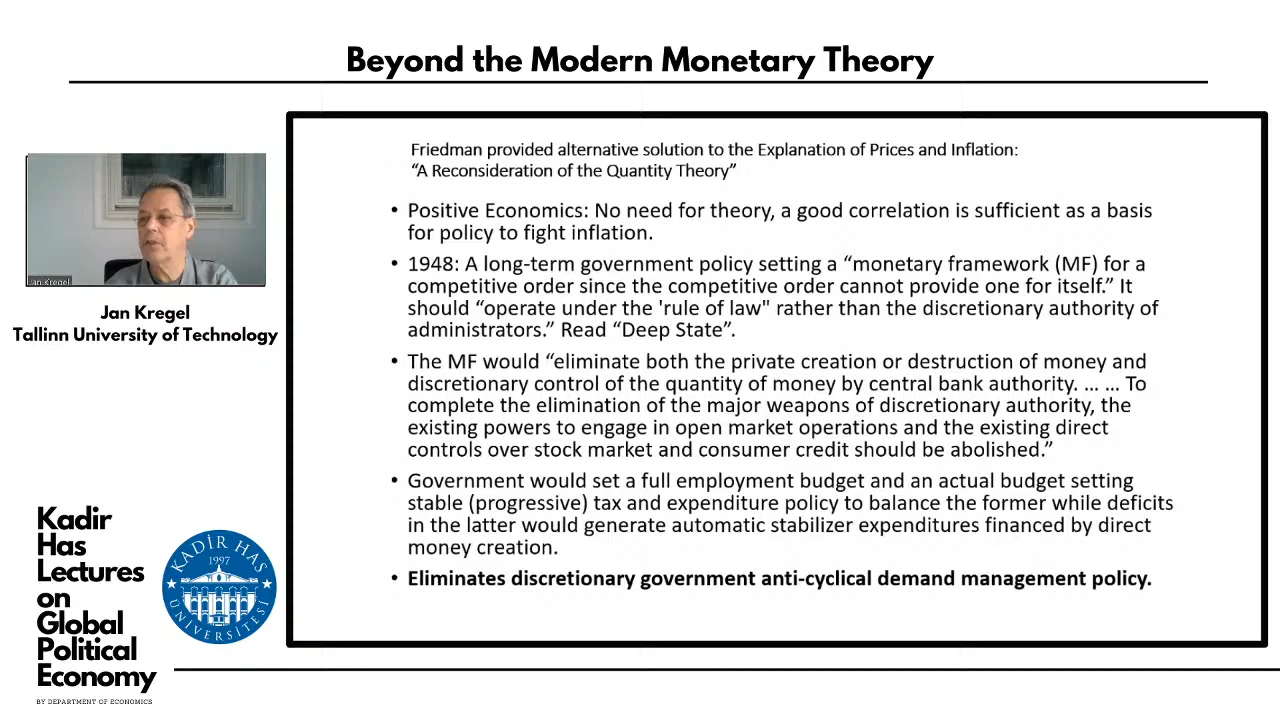 Beyond the Modern Monetary Theory
Jan Kregel
Jan Kregel
Tallinn University of Technology
Friedman provided alternative solution to the Explanation of Prices and Inflation:
“A Reconsideration of the Quantity Theory”
• Positive Economics: No need for theory, a good correlation is sufficient as a basis
for policy to fight inflation.
• 1948: A long-term government policy setting a “monetary framework (MF) for a
competitive order since the competitive order cannot provide one for itself.” It
should “operate under the 'rule of law" rather than the discretionary authority of
administrators.” Read “Deep State”.
• The MF would “eliminate both the private creation or destruction of money and
discretionary control of the quantity of money by central bank authority. … … To
complete the elimination of the major weapons of discretionary authority, the
existing powers to engage in open market operations and the existing direct
controls over stock market and consumer credit should be abolished.”
• Government would set a full employment budget and an actual budget setting
stable (progressive) tax and expenditure policy to balance the former while deficits
in the latter would generate automatic stabilizer expenditures financed by direct
money creation.
• Eliminates discretionary government anti-cyclical demand management policy.
Kadir
Has
Lectures
on
Global
Political
Economy
BY DEPARTMENT OF ECONOMICS
KADİR HAS
1997
ÜNİVERSİTESİ